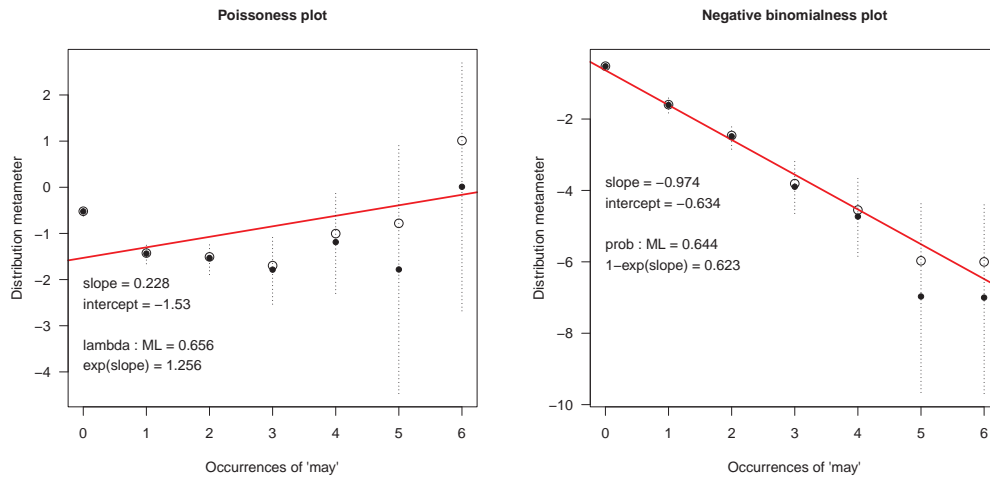 Poissoness plot
Distribution metameter
2
1
0
−1
−2
−3
−4
slope = 0.228
intercept = −1.53
lambda : ML = 0.656
exp(slope) = 1.256
0 1 2 3 4 5 6
Occurrences of 'may'
Negative binomialness plot
Distribution metameter
−2
−4
−6
−8
−10
slope = −0.974
intercept = −0.634
prob : ML = 0.644
1−exp(slope) = 0.623
0 1 2 3 4 5 6
Occurrences of 'may'